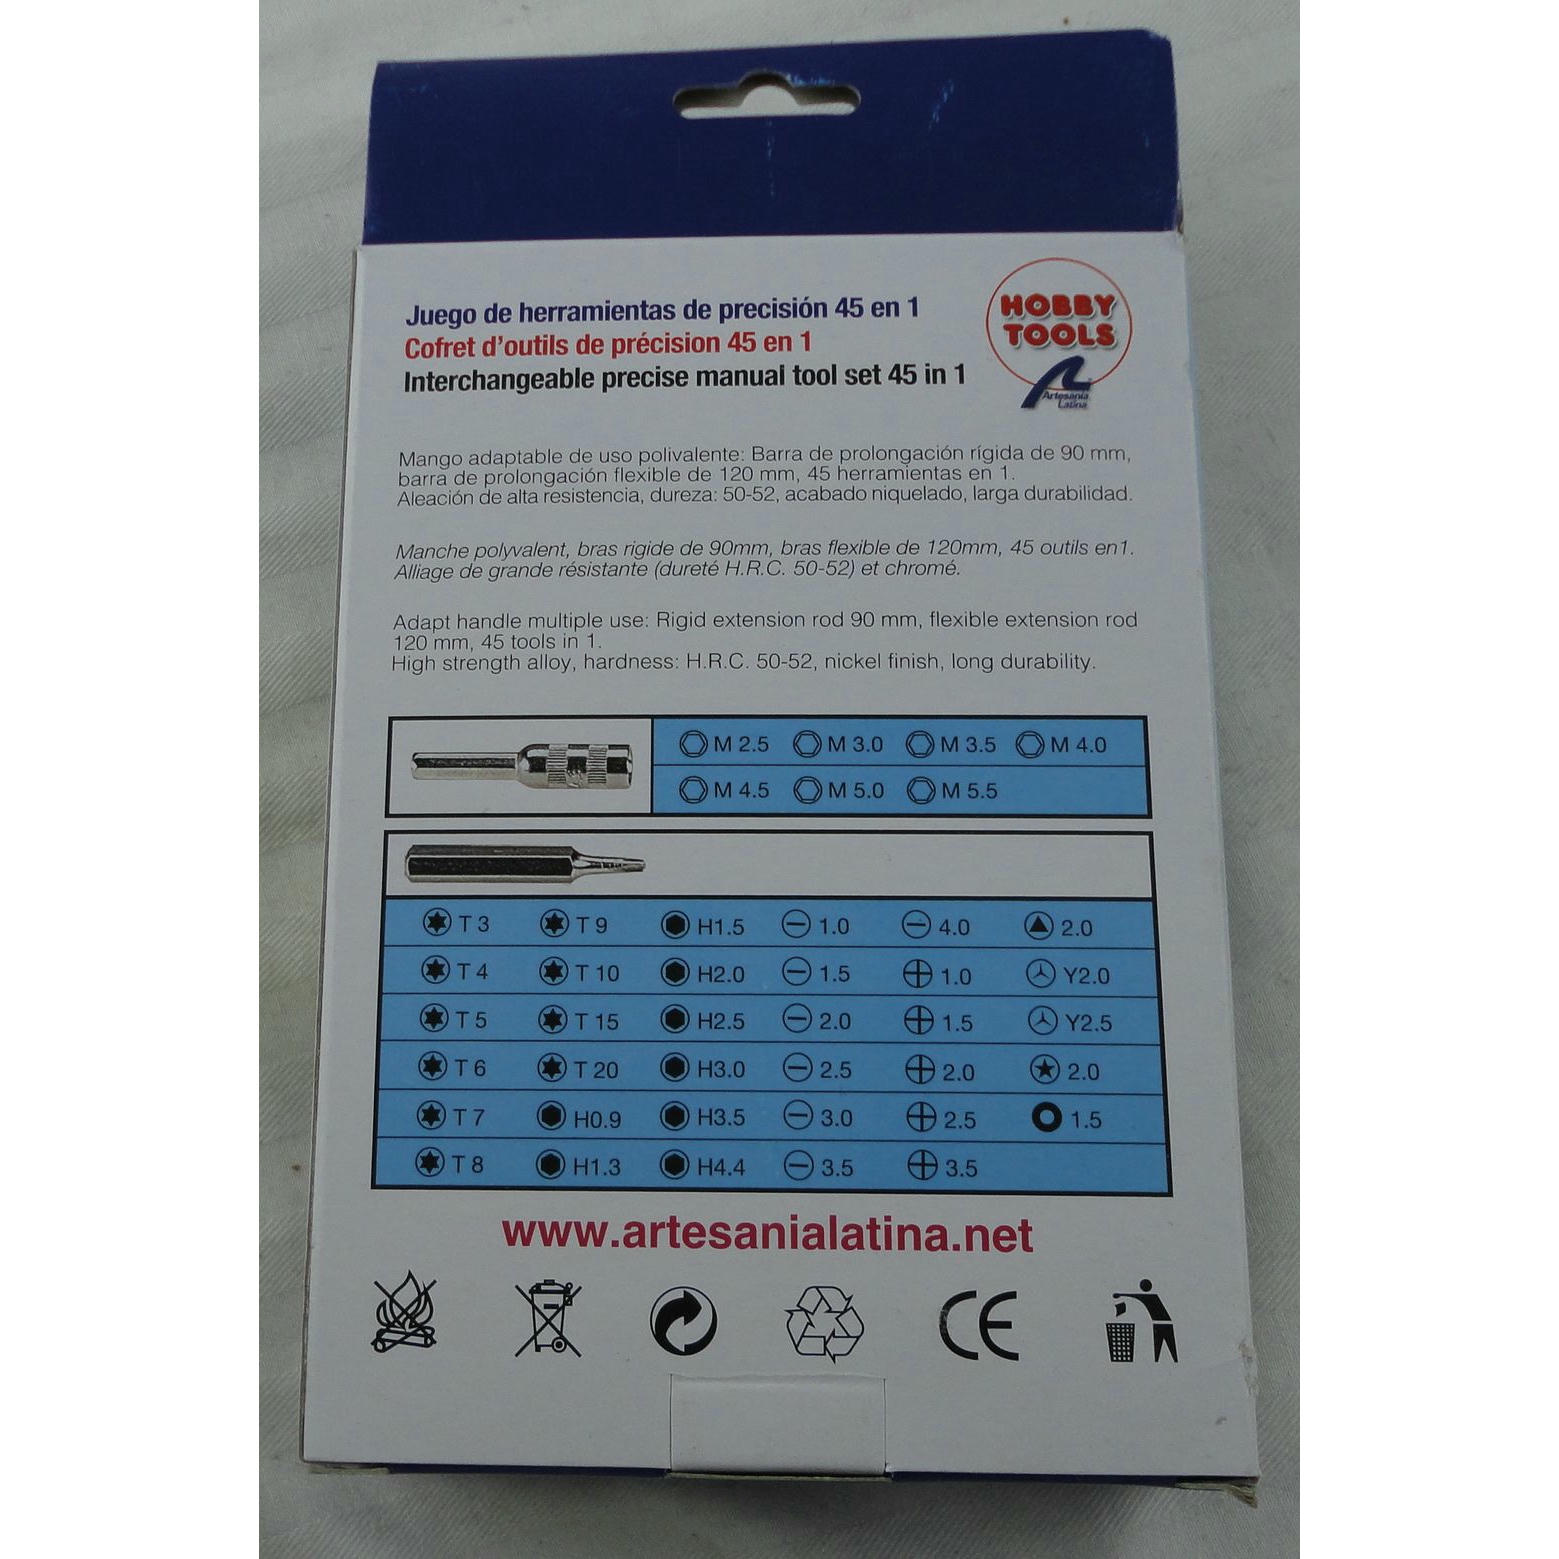 Juego de herramientas de precisión 45 en 1
Cofret d'outils de précision 45 en 1
Interchangeable precise manual tool set 45 in 1
HOBBY
TOOLS
Artesanía
Latina
Mango adaptable de uso polivalente: Barra de prolongación rígida de 90 mm,
barra de prolongación flexible de 120 mm, 45 herramientas en 1.
Aleación de alta resistencia, dureza: 50-52, acabado niquelado, larga durabilidad.
Manche polyvalent, bras rigide de 90mm, bras flexible de 120mm, 45 outils en1.
Alliage de grande résistante (dureté H.R.C. 50-52) et chromé.
Adapt handle multiple use: Rigid extension rod 90 mm, flexible extension rod
120 mm, 45 tools in 1.
High strength alloy, hardness: H.R.C. 50-52, nickel finish, long durability.
M 2.5 M 3.0 M 3.5 M 4.0
M 4.5 M 5.0 M 5.5
T 3 T 9 H1.5 1.0 4.0 2.0
T 4 T 10 H2.0 1.5 1.0 Y2.0
T 5 T 15 H2.5 2.0 1.5 Y2.5
T 6 T 20 H3.0 2.5 2.0 2.0
T 7 H0.9 H3.5 3.0 2.5 1.5
T 8 H1.3 H4.4 3.5 3.5
www.artesanialatina.net
CE